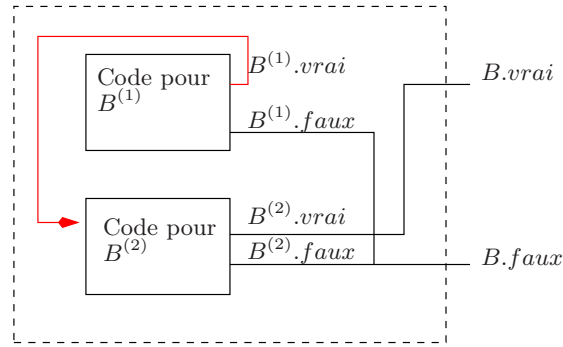 Code pour
B⁽¹⁾
B⁽¹⁾.vrai
B⁽¹⁾.faux
B.vrai
Code pour
B⁽²⁾
B⁽²⁾.vrai
B⁽²⁾.faux
B.faux